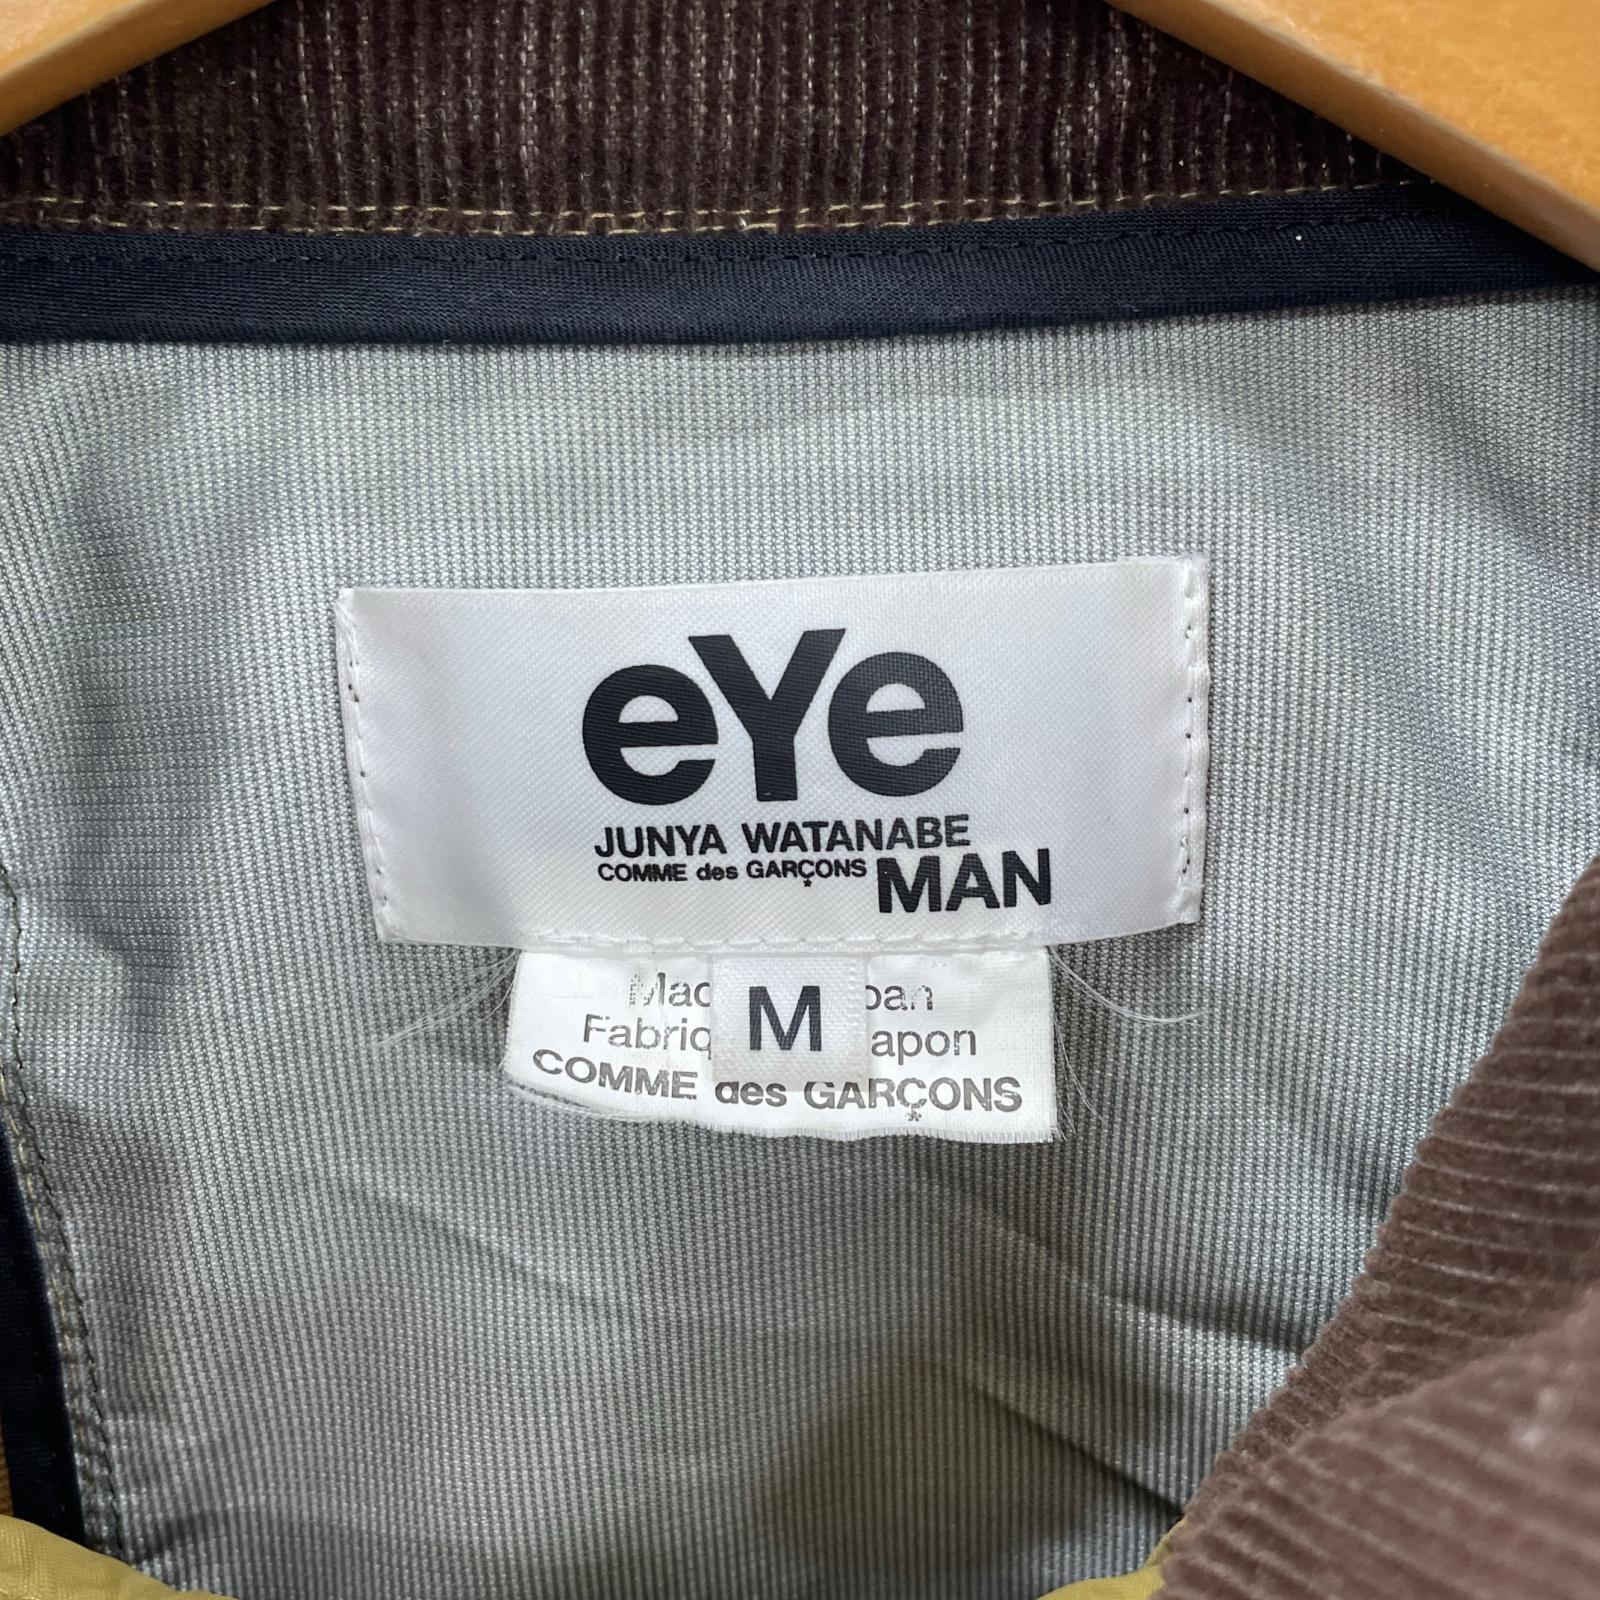 eYe
JUNYA WATANABE
COMME des GARÇONS MAN
M
COMME des GARÇONS